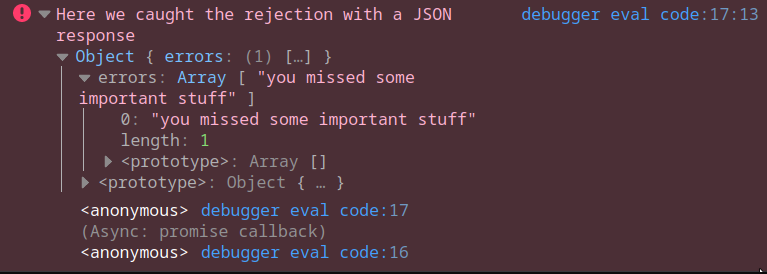 Here we caught the rejection with a JSON debugger eval code:17:13
response
Object { errors: (1) […] }
errors: Array [ "you missed some
important stuff" ]
0: "you missed some important stuff"
length: 1
<prototype>: Array []
<prototype>: Object { … }
<anonymous> debugger eval code:17
(Async: promise callback)
<anonymous> debugger eval code:16